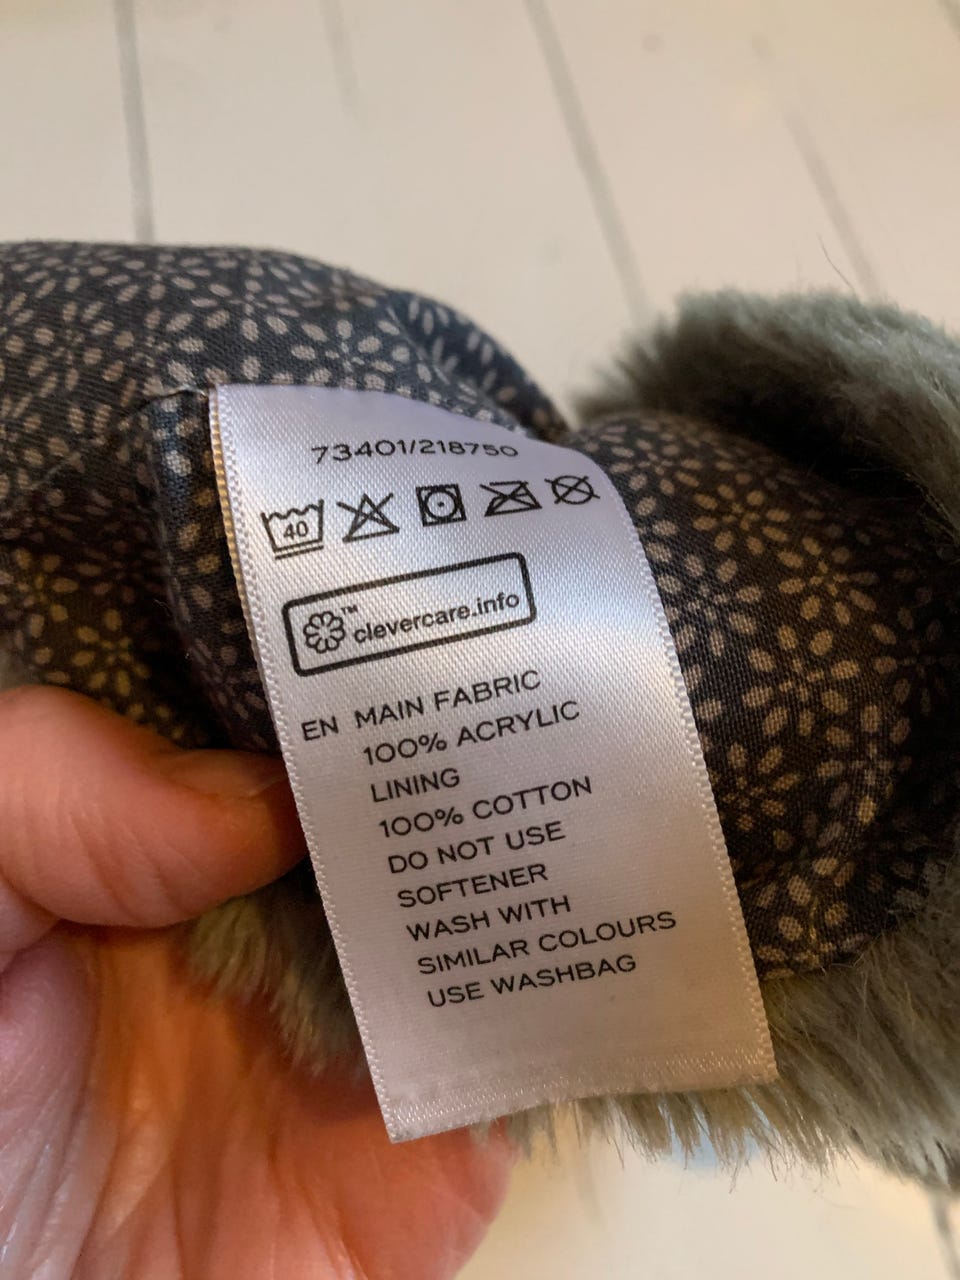 73401/218750
40
™ clevercare.info
EN MAIN FABRIC
100% ACRYLIC
LINING
100% COTTON
DO NOT USE
SOFTENER
WASH WITH
SIMILAR COLOURS
USE WASHBAG